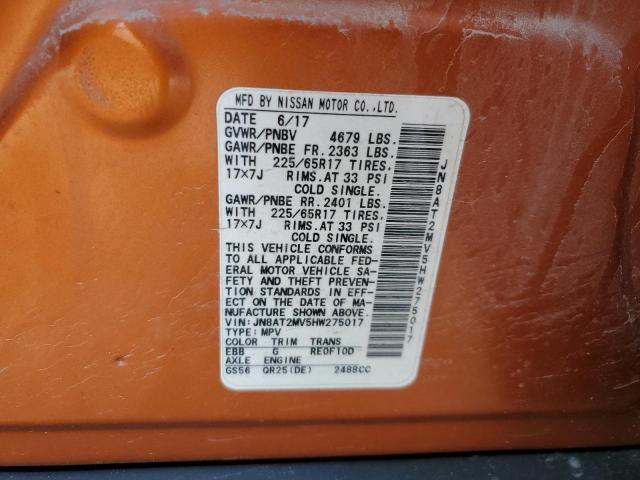 MFD BY NISSAN MOTOR CO.,LTD.
DATE 6/17
GVWR/PNBV 4679 LBS.
GAWR/PNBE FR. 2363 LBS.
WITH 225/65R17 TIRES.
17×7J RIMS.AT 33 PSI
COLD SINGLE.
GAWR/PNBE RR. 2401 LBS.
WITH 225/65R17 TIRES.
17×7J RIMS.AT 33 PSI
COLD SINGLE.
THIS VEHICLE CONFORMS
TO ALL APPLICABLE FED-
ERAL MOTOR VEHICLE SA-
FETY AND THEFT PREVEN-
TION STANDARDS IN EFF-
ECT ON THE DATE OF MA-
NUFACTURE SHOWN ABOVE.
VIN: JN8AT2MV5HW275017
TYPE: MPV
COLOR TRIM TRANS
EBB G RE0F10D
AXLE ENGINE
GS56 QR25(DE) 2488CC
JN8AT2MV5HW275017